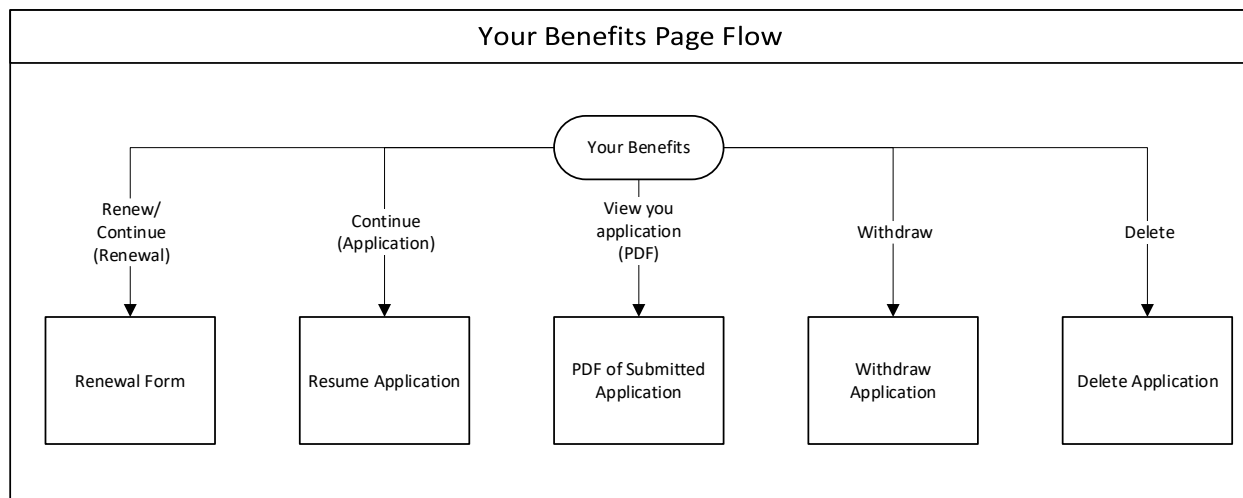 Your Benefits Page Flow
Your Benefits
Renew/
Continue
(Renewal)
Continue
(Application)
View you
application
(PDF)
Withdraw
Delete
Renewal Form
Resume Application
PDF of Submitted
Application
Withdraw
Application
Delete Application